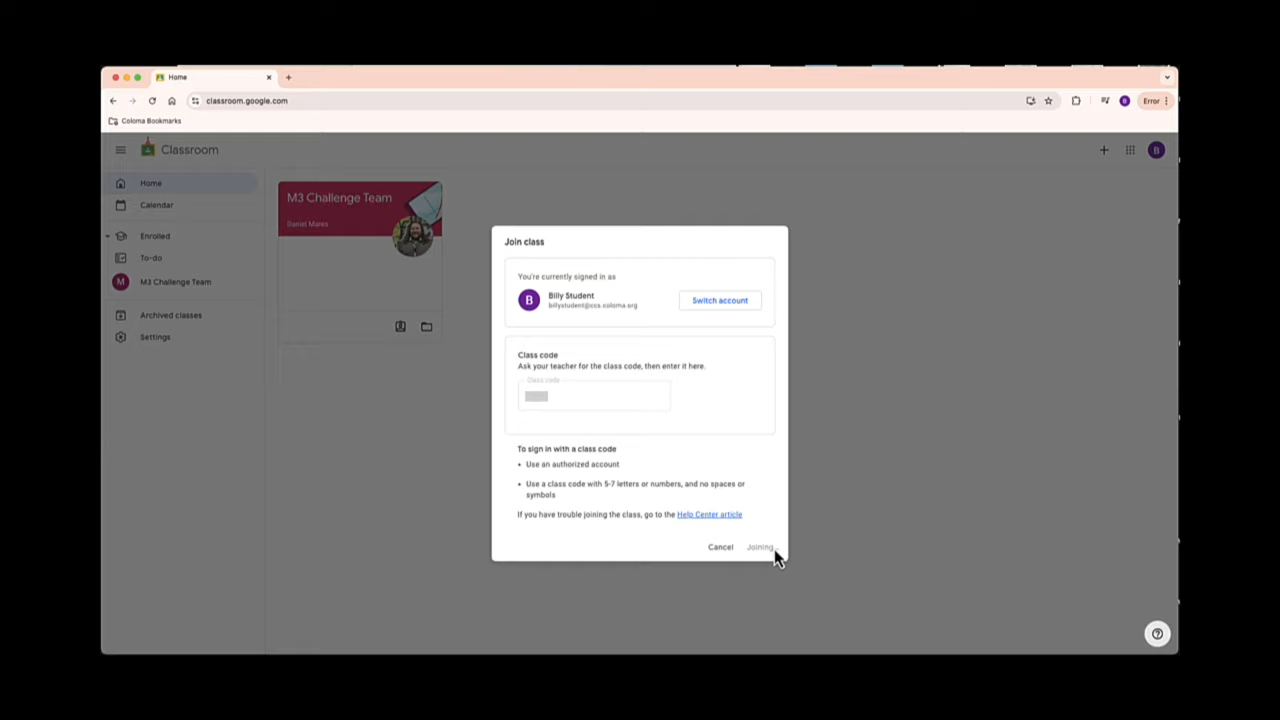 Home
classroom.google.com
Error
Coloma Bookmarks
Classroom
B
Home
Calendar
Enrolled
To-do
M M3 Challenge Team
Archived classes
Settings
M3 Challenge Team
Daniel Mares
Join class
You're currently signed in as
B
Billy Student
billystudent@ccs.coloma.org
Switch account
Class code
Ask your teacher for the class code, then enter it here.
Class code
To sign in with a class code
• Use an authorized account
• Use a class code with 5-7 letters or numbers, and no spaces or
symbols
If you have trouble joining the class, go to the Help Center article
Cancel
Joining